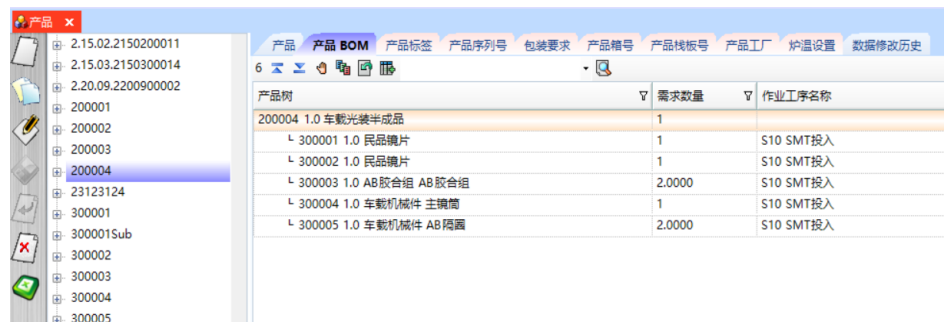 产品
2.15.02.2150200011
2.15.03.2150300014
2.20.09.2200900002
200001
200002
200003
200004
23123124
300001
300001Sub
300002
300003
300004
300005
产品 产品 BOM 产品标签 产品序列号 包装要求 产品箱号 产品栈板号 产品工厂 炉温设置 数据修改历史
6
产品树 需求数量 作业工序名称
200004 1.0 车载光装半成品 1
300001 1.0 民品镜片 1 S10 SMT投入
300002 1.0 民品镜片 1 S10 SMT投入
300003 1.0 AB胶合组 AB胶合组 2.0000 S10 SMT投入
300004 1.0 车载机械件 主镜筒 1 S10 SMT投入
300005 1.0 车载机械件 AB隔圈 2.0000 S10 SMT投入